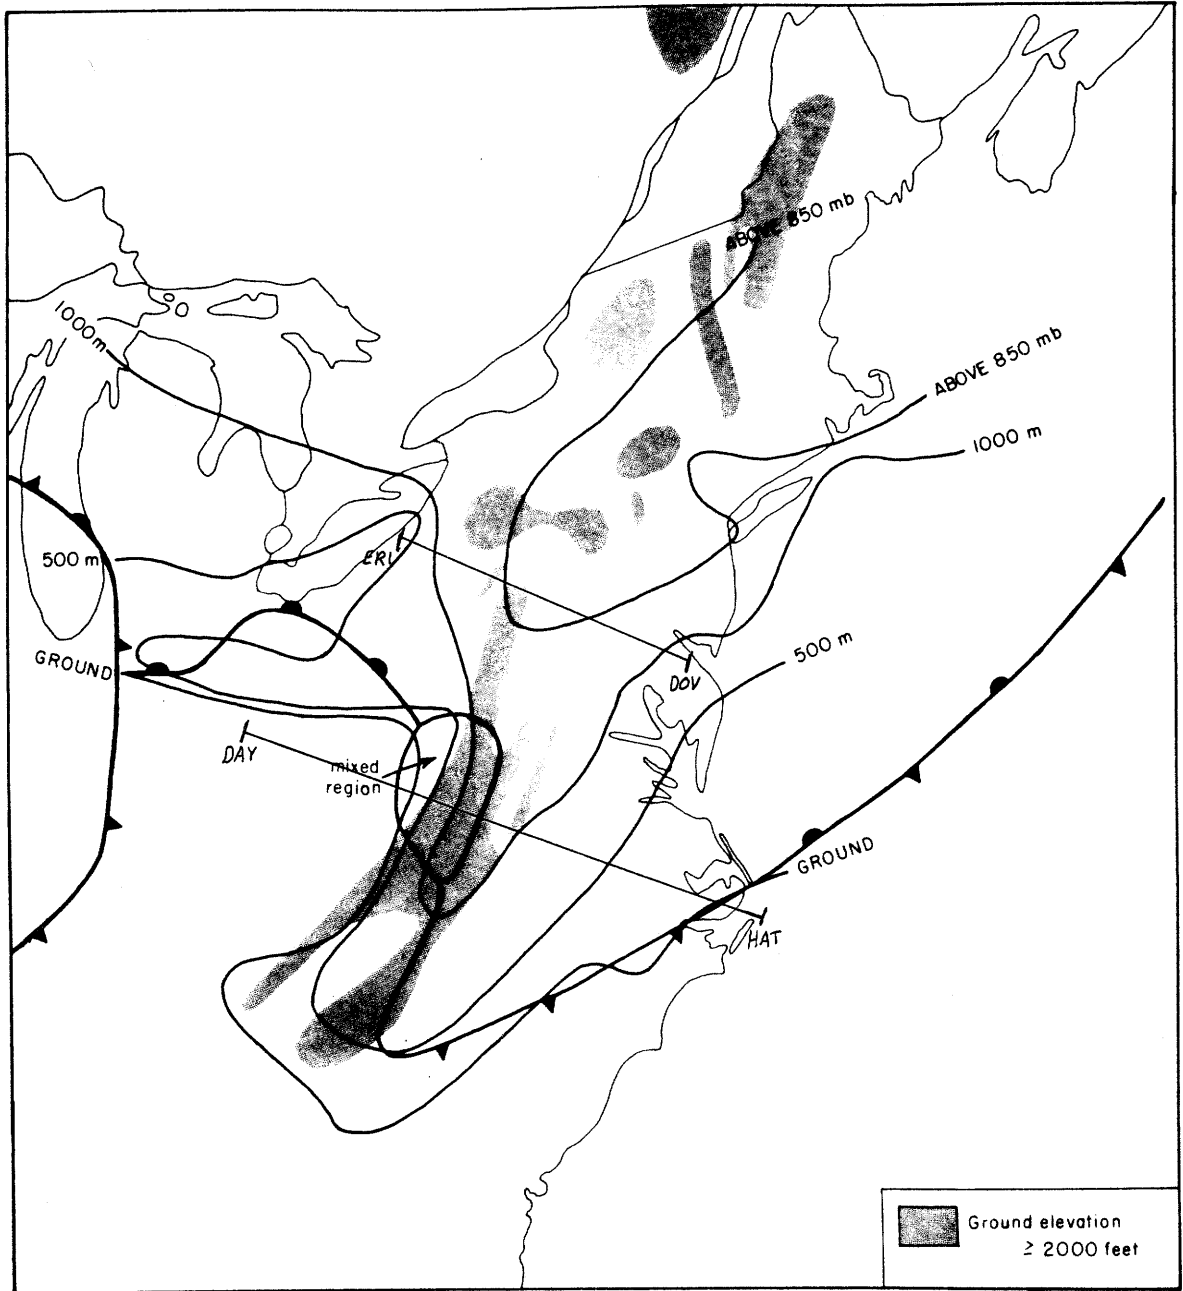 ABOVE 850 mb
1000m
ABOVE 850 mb
1000 m
500 m
ERI
GROUND
500 m
DOV
DAY
mixed
region
GROUND
HAT
Ground elevation
≥ 2000 feet